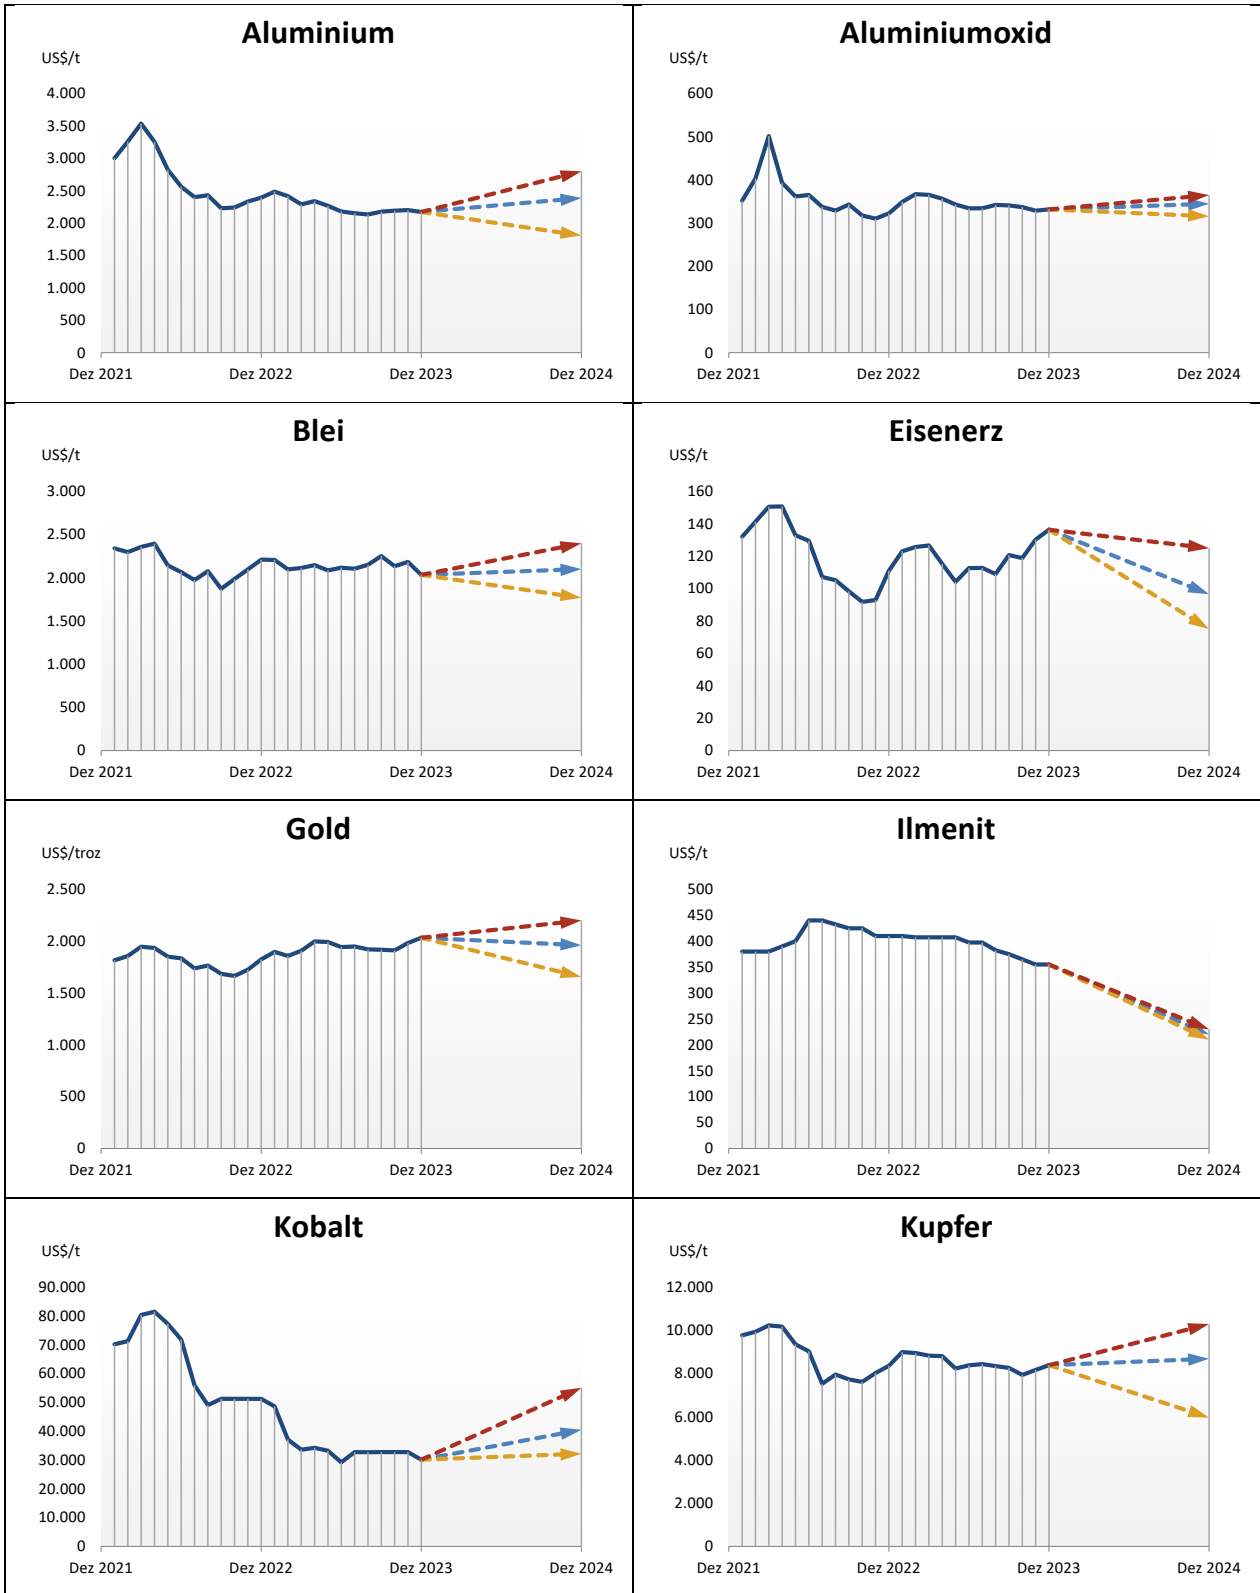 Aluminium
US$/t
4.000
3.500
3.000
2.500
2.000
1.500
1.000
500
0
Dez 2021 Dez 2022 Dez 2023 Dez 2024
Aluminiumoxid
US$/t
600
500
400
300
200
100
0
Dez 2021 Dez 2022 Dez 2023 Dez 2024
Blei
US$/t
3.000
2.500
2.000
1.500
1.000
500
0
Dez 2021 Dez 2022 Dez 2023 Dez 2024
Eisenerz
US$/t
160
140
120
100
80
60
40
20
0
Dez 2021 Dez 2022 Dez 2023 Dez 2024
Gold
US$/troz
2.500
2.000
1.500
1.000
500
0
Dez 2021 Dez 2022 Dez 2023 Dez 2024
Ilmenit
US$/t
500
450
400
350
300
250
200
150
100
50
0
Dez 2021 Dez 2022 Dez 2023 Dez 2024
Kobalt
US$/t
90.000
80.000
70.000
60.000
50.000
40.000
30.000
20.000
10.000
0
Dez 2021 Dez 2022 Dez 2023 Dez 2024
Kupfer
US$/t
12.000
10.000
8.000
6.000
4.000
2.000
0
Dez 2021 Dez 2022 Dez 2023 Dez 2024